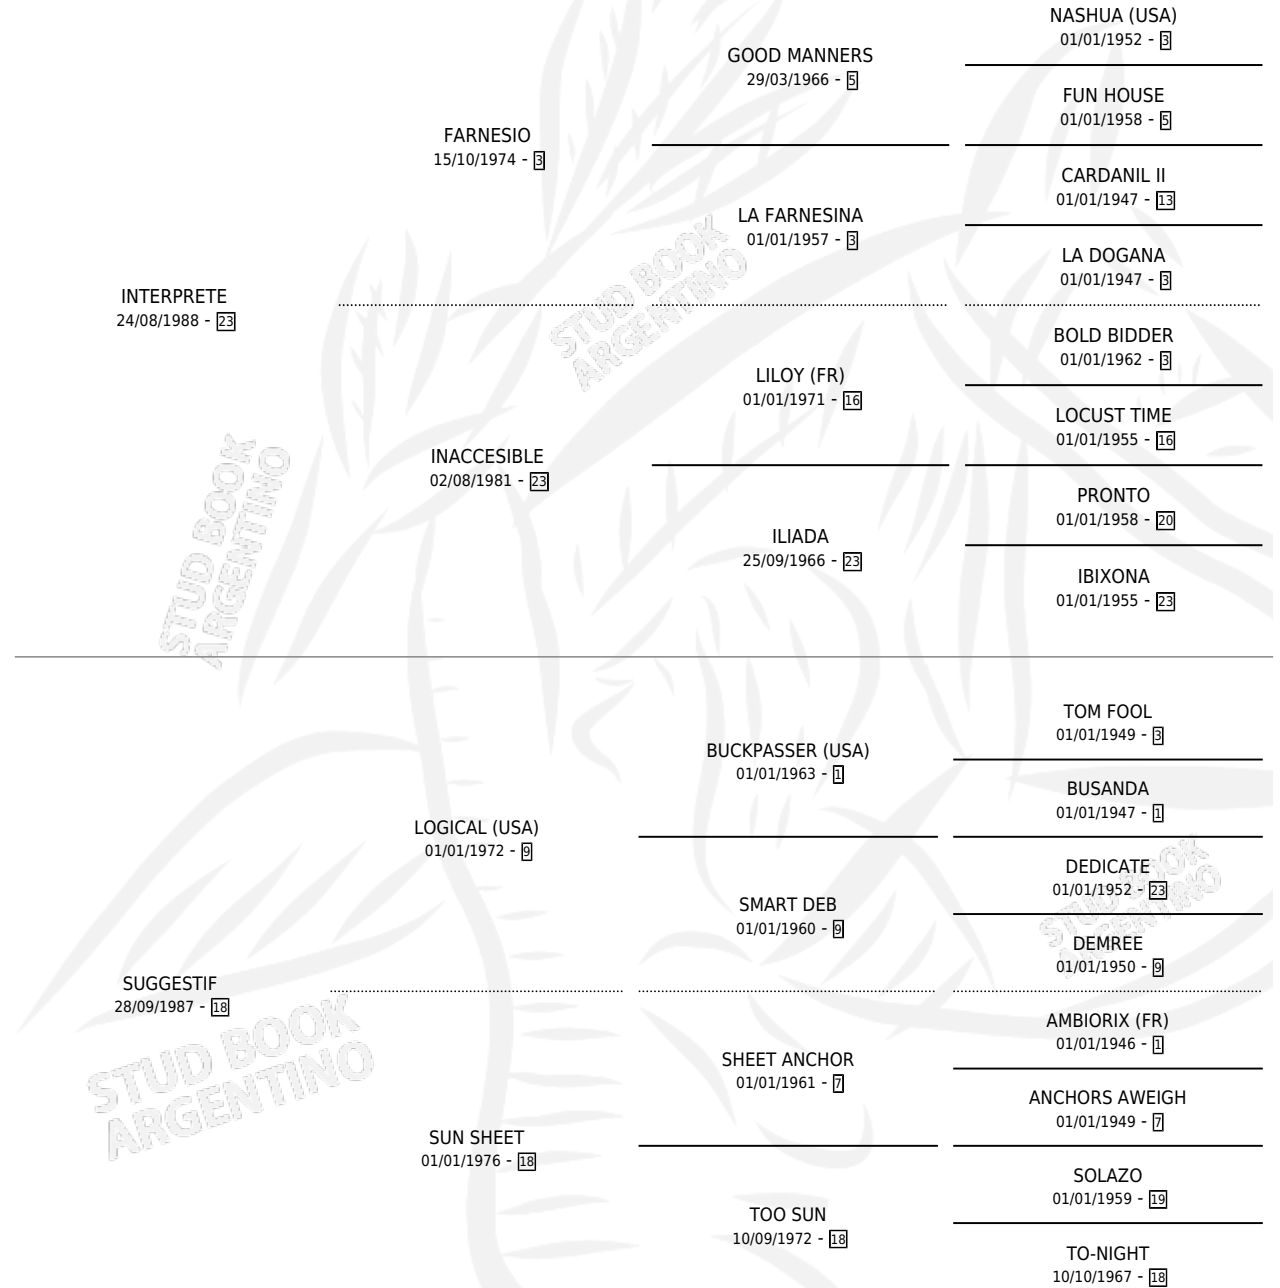 NASHUA (USA)
01/01/1952 - 3
GOOD MANNERS
29/03/1966 - 5
FUN HOUSE
01/01/1958 - 5
FARNESIO
15/10/1974 - 3
CARDANIL II
01/01/1947 - 13
LA FARNESINA
01/01/1957 - 3
LA DOGANA
01/01/1947 - 3
INTERPRETE
24/08/1988 - 23
BOLD BIDDER
01/01/1962 - 3
LILOY (FR)
01/01/1971 - 16
LOCUST TIME
01/01/1955 - 16
INACCESIBLE
02/08/1981 - 23
PRONTO
01/01/1958 - 20
ILIADA
25/09/1966 - 23
IBIXONA
01/01/1955 - 23
STUD BOOK
ARGENTINO
STUD BOOK
ARGENTINO
TOM FOOL
01/01/1949 - 3
BUCKPASSER (USA)
01/01/1963 - 1
BUSANDA
01/01/1947 - 1
LOGICAL (USA)
01/01/1972 - 9
DEDICATE
01/01/1952 - 23
SMART DEB
01/01/1960 - 9
DEMREE
01/01/1950 - 9
SUGGESTIF
28/09/1987 - 18
AMBIORIX (FR)
01/01/1946 - 1
SHEET ANCHOR
01/01/1961 - 7
ANCHORS AWEIGH
01/01/1949 - 7
SUN SHEET
01/01/1976 - 18
SOLAZO
01/01/1959 - 19
TOO SUN
10/09/1972 - 18
TO-NIGHT
10/10/1967 - 18
STUD BOOK
ARGENTINO
STUD BOOK
ARGENTINO